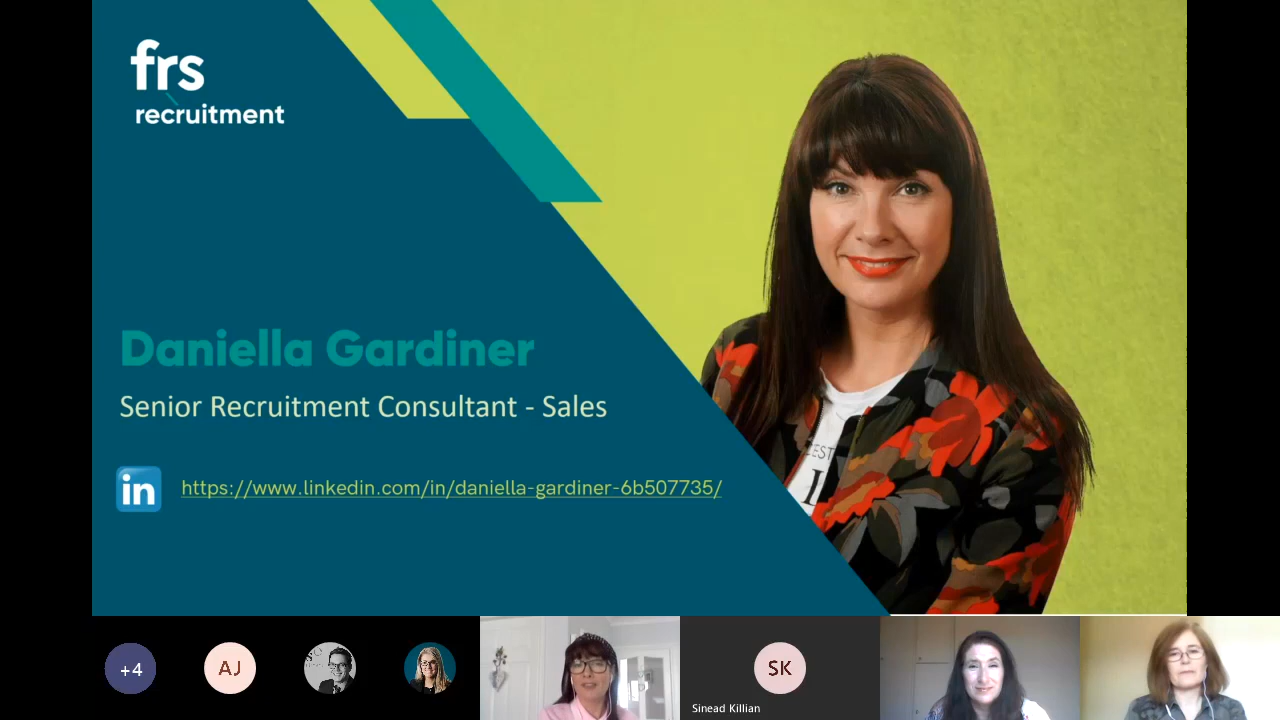 frs
recruitment
Daniella Gardiner
Senior Recruitment Consultant - Sales
in
https://www.linkedin.com/in/daniella-gardiner-6b507735/
+4
AJ
SK
Sinead Killian